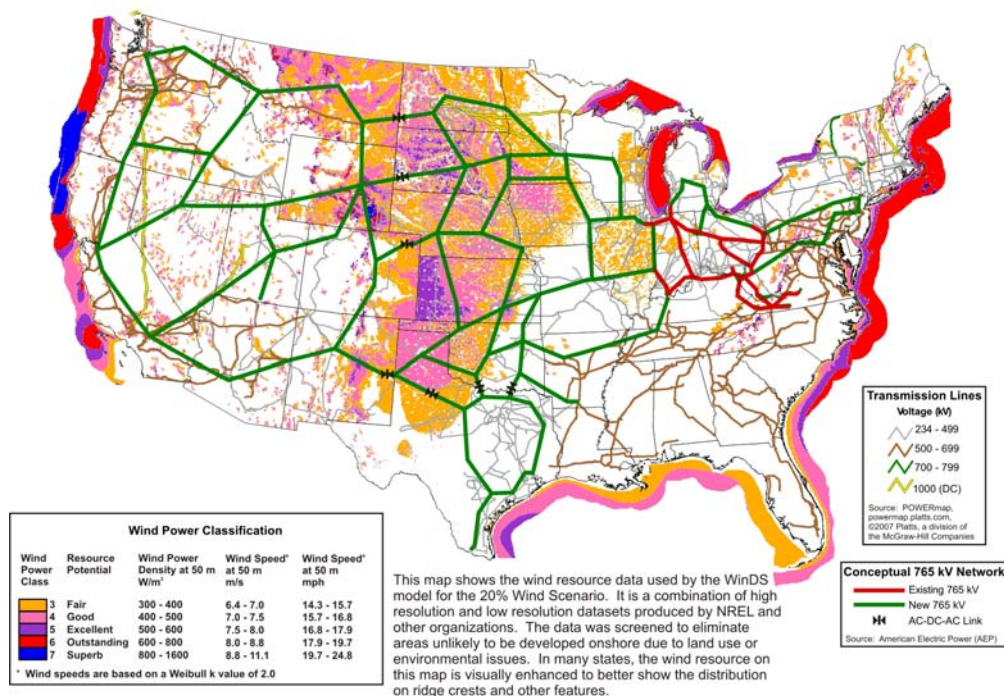 Transmission Lines
Voltage (kV)
234 - 499
500 - 699
700 - 799
1000 (DC)
Source: POWERmap,
powermap.platts.com,
©2007 Platts, a division of
the McGraw-Hill Companies
Wind Power Classification
Wind Power Class Resource Potential Wind Power Density at 50 m W/m² Wind Speed* at 50 m m/s Wind Speed* at 50 m mph
3 Fair 300 - 400 6.4 - 7.0 14.3 - 15.7
4 Good 400 - 500 7.0 - 7.5 15.7 - 16.8
5 Excellent 500 - 600 7.5 - 8.0 16.8 - 17.9
6 Outstanding 600 - 800 8.0 - 8.8 17.9 - 19.7
7 Superb 800 - 1600 8.8 - 11.1 19.7 - 24.8
* Wind speeds are based on a Weibull k value of 2.0
This map shows the wind resource data used by the WinDS
model for the 20% Wind Scenario. It is a combination of high
resolution and low resolution datasets produced by NREL and
other organizations. The data was screened to eliminate
areas unlikely to be developed onshore due to land use or
environmental issues. In many states, the wind resource on
this map is visually enhanced to better show the distribution
on ridge crests and other features.
Conceptual 765 kV Network
Existing 765 kV
New 765 kV
AC-DC-AC Link
Source: American Electric Power (AEP)